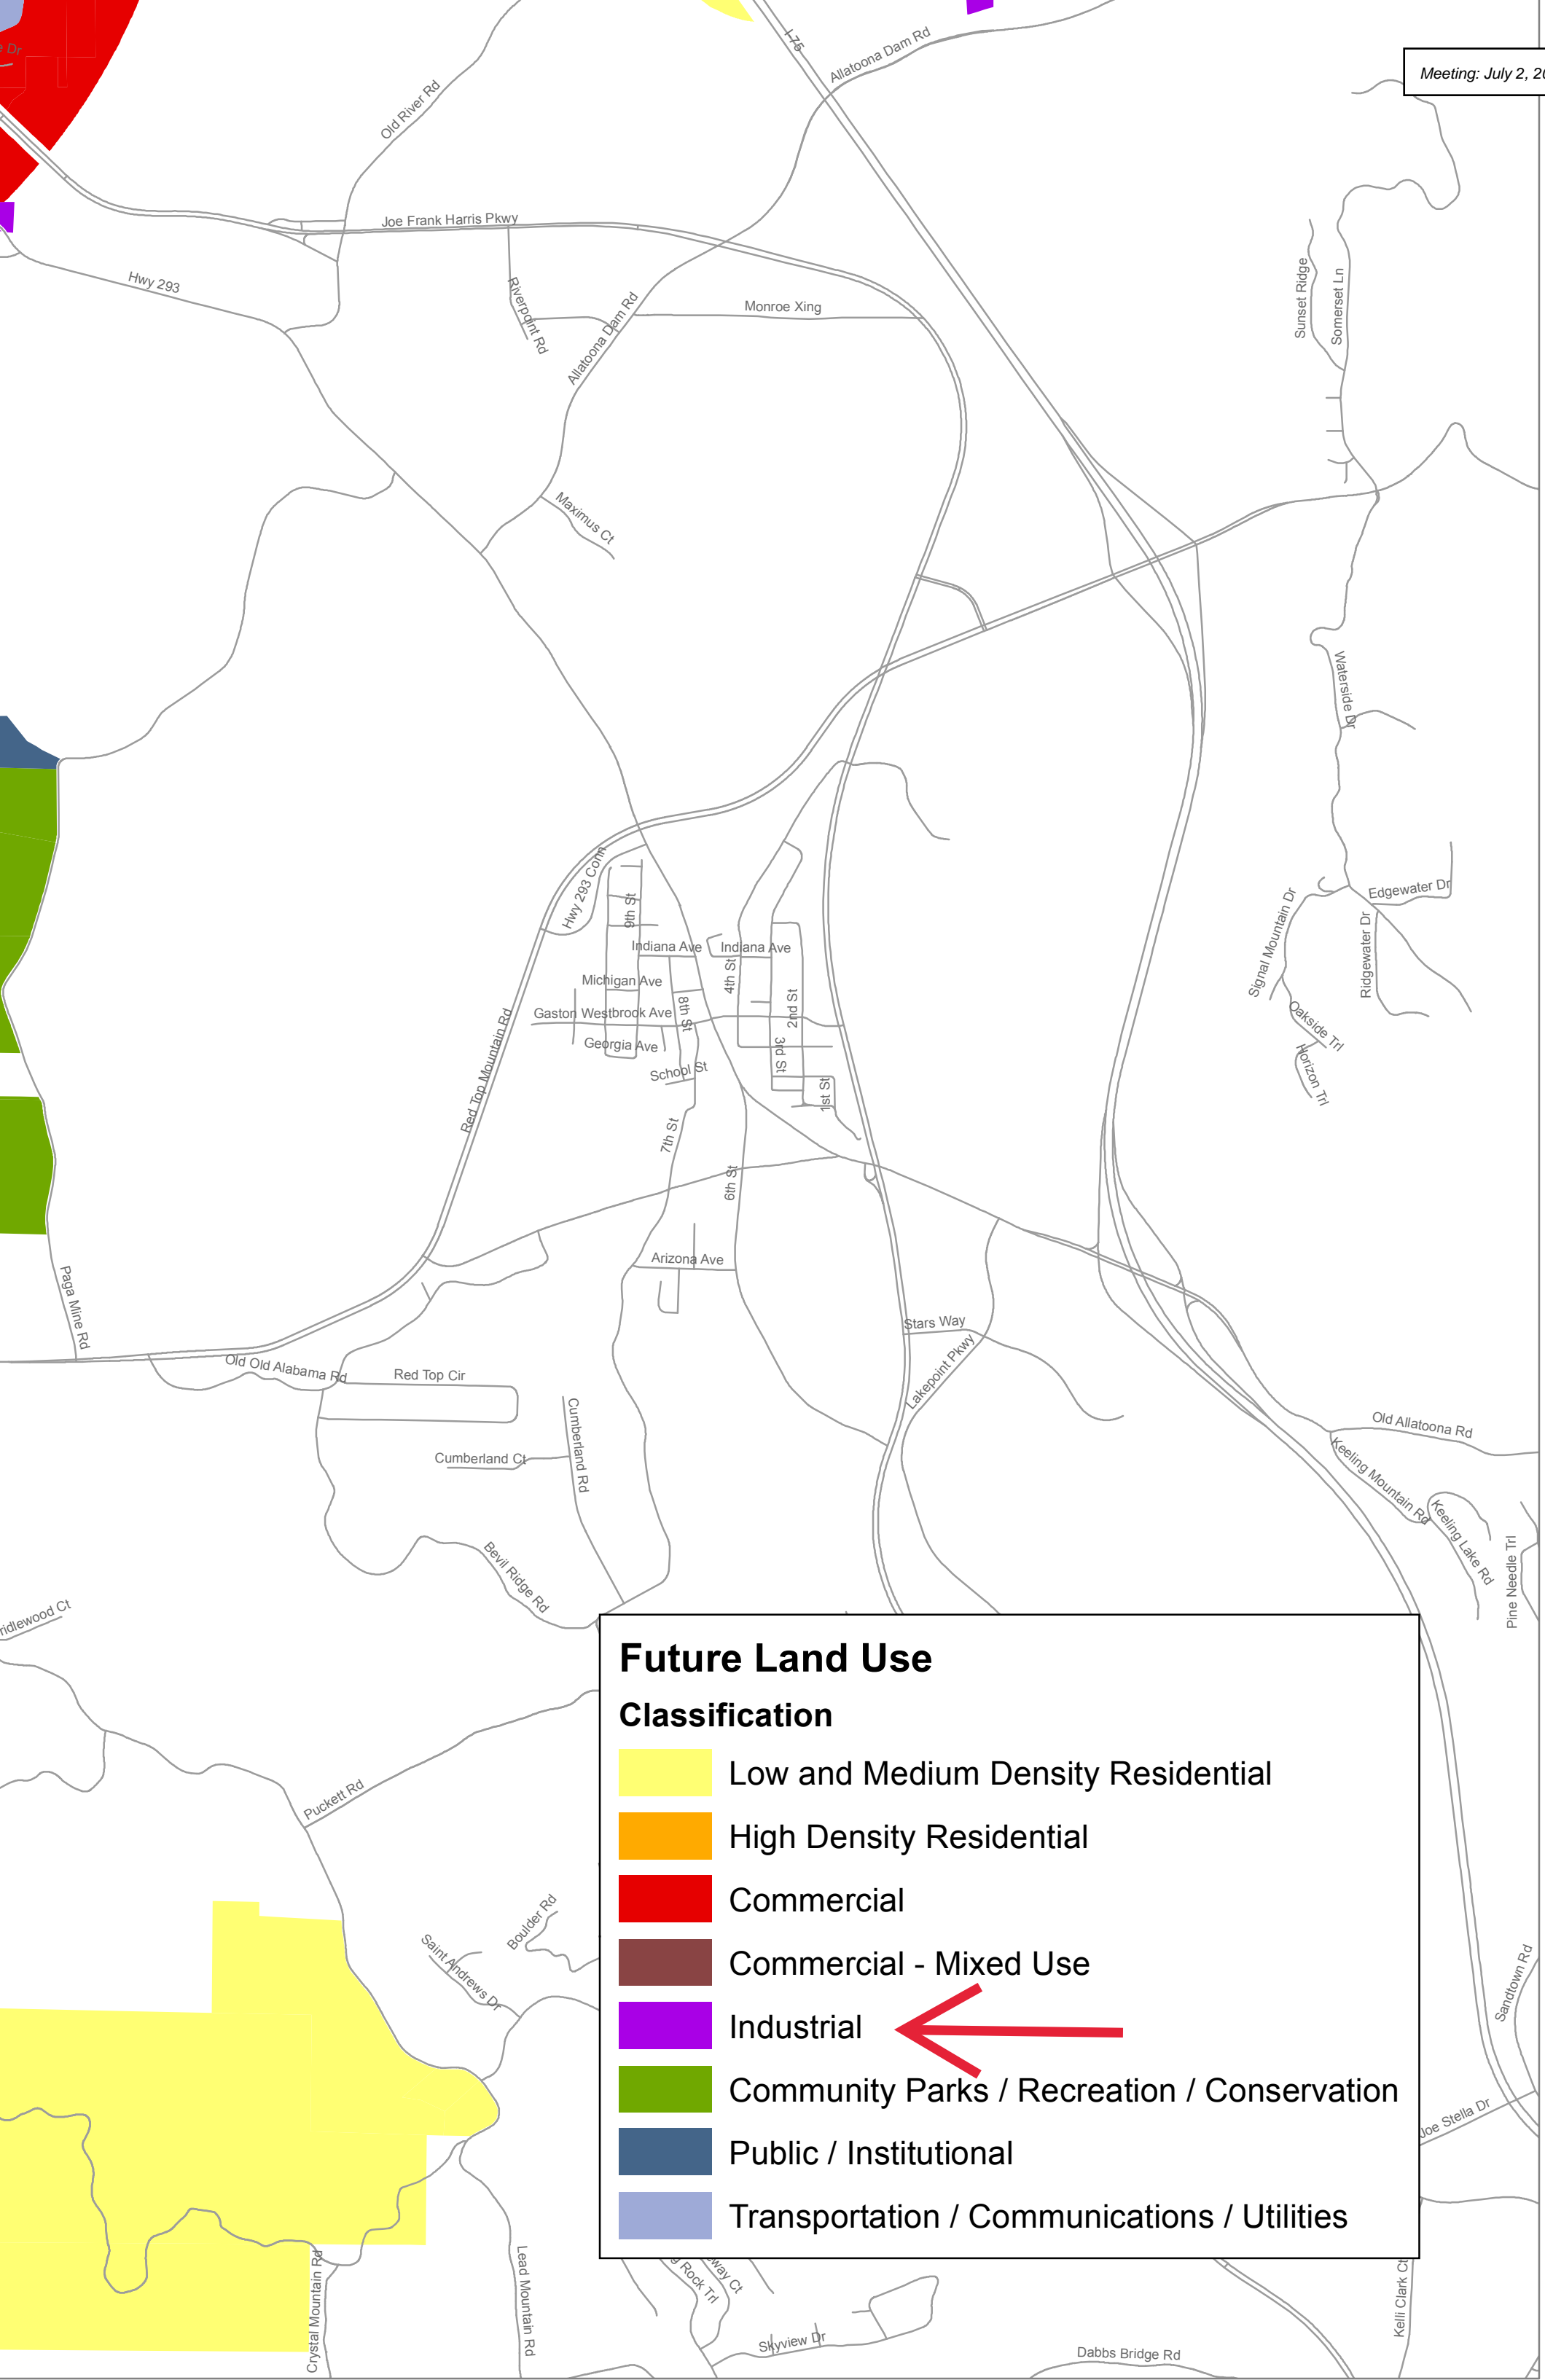 I-75
Allatoona Dam Rd
Meeting: July 2, 20
e Dr
Old River Rd
Joe Frank Harris Pkwy
Hwy 293
Riverpoint Rd
Allatoona Dam Rd
Monroe Xing
Sunset Ridge
Somerset Ln
Maximus Ct
Waterside Dr
Hwy 293 Conn
9th St
Indiana Ave
Indiana Ave
4th St
Michigan Ave
8th St
2nd St
Gaston Westbrook Ave
Georgia Ave
3rd St
School St
1st St
Red Top Mountain Rd
7th St
6th St
Edgewater Dr
Signal Mountain Dr
Ridgewater Dr
Oakside Trl
Horizon Trl
Arizona Ave
Paga Mine Rd
Stars Way
Lakepoint Pkwy
Old Old Alabama Rd
Red Top Cir
Cumberland Rd
Cumberland Ct
Old Allatoona Rd
Keeling Mountain Rd
Keeling Lake Rd
Pine Needle Trl
Bevil Ridge Rd
ridlewood Ct
Puckett Rd
Boulder Rd
Saint Andrews Dr
Future Land Use
Classification
Low and Medium Density Residential
High Density Residential
Commercial
Commercial - Mixed Use
Industrial
Community Parks / Recreation / Conservation
Public / Institutional
Transportation / Communications / Utilities
Sandtown Rd
Joe Stella Dr
Crystal Mountain Rd
Lead Mountain Rd
g Rock Trl
eway Ct
Skyview Dr
Dabbs Bridge Rd
Kelli Clark Ct